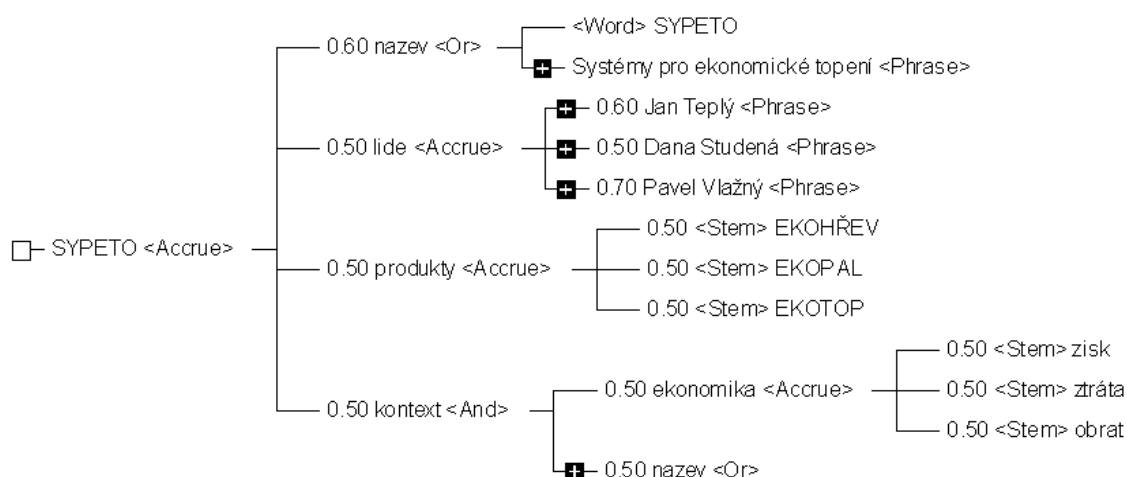 <Word> SYPETO
0.60 nazev <Or>
Systémy pro ekonomické topení <Phrase>
0.60 Jan Teplý <Phrase>
0.50 lide <Accrue>
0.50 Dana Studená <Phrase>
0.70 Pavel Vlažný <Phrase>
0.50 <Stem> EKOHŘEV
SYPETO <Accrue>
0.50 produkty <Accrue>
0.50 <Stem> EKOPAL
0.50 <Stem> EKOTOP
0.50 <Stem> zisk
0.50 ekonomika <Accrue>
0.50 <Stem> ztráta
0.50 kontext <And>
0.50 <Stem> obrat
0.50 nazev <Or>